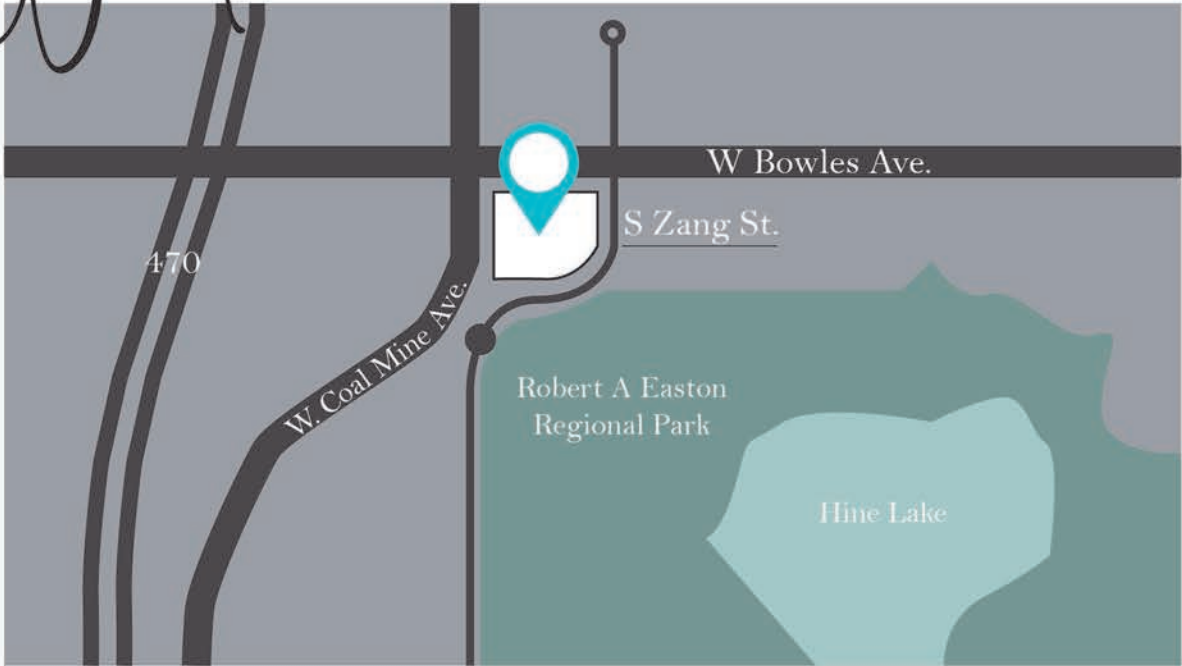 W Bowles Ave.
S Zang St.
470
W. Coal Mine Ave.
Robert A Easton
Regional Park
Hine Lake